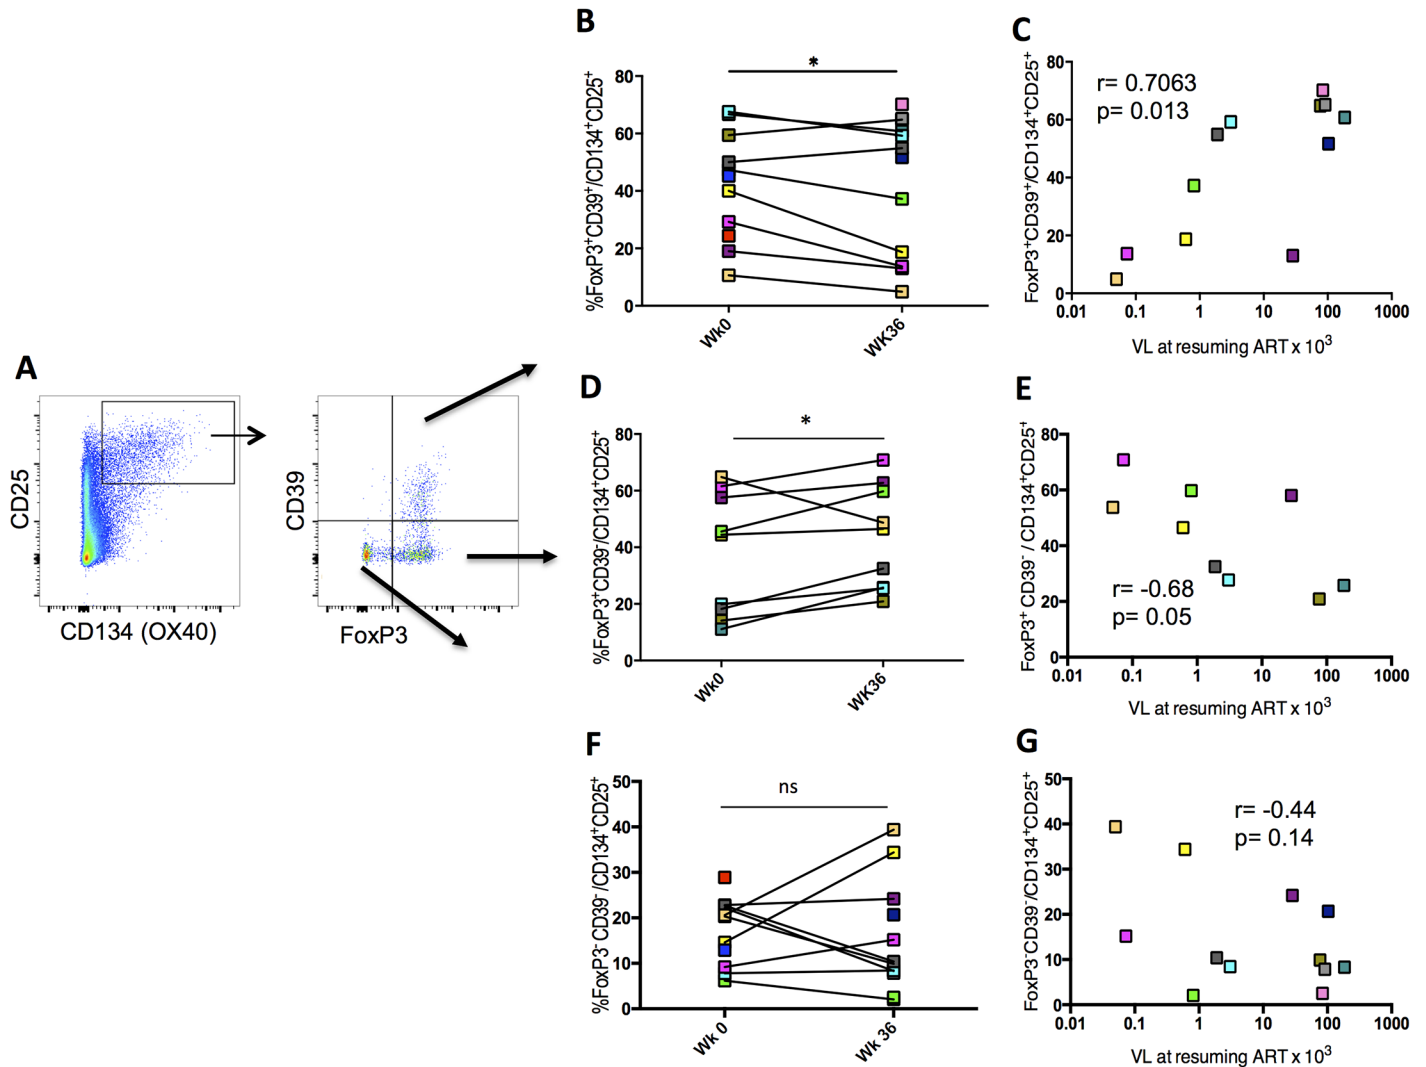 A
CD25
CD134 (OX40)
CD39
FoxP3
B
%FoxP3⁺CD39⁺/CD134⁺CD25⁺
80
60
40
20
0
*
Wk0
WK36
C
FoxP3⁺CD39⁺/CD134⁺CD25⁺
80
60
40
20
0
r= 0.7063
p= 0.013
0.01 0.1 1 10 100 1000
VL at resuming ART x 10³
D
%FoxP3⁺CD39⁻/CD134⁺CD25⁺
80
60
40
20
0
*
Wk0
WK36
E
FoxP3⁺ CD39⁻ / CD134⁺CD25⁺
80
60
40
20
0
r= -0.68
p= 0.05
0.01 0.1 1 10 100 1000
VL at resuming ART x 10³
F
%FoxP3⁻ CD39⁻ /CD134⁺CD25⁺
50
40
30
20
10
0
ns
Wk 0
Wk 36
G
FoxP3⁻CD39⁻/CD134⁺CD25⁺
50
40
30
20
10
0
r= -0.44
p= 0.14
0.01 0.1 1 10 100 1000
VL at resuming ART x 10³